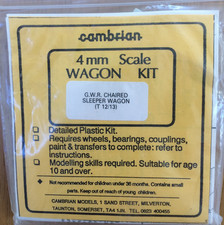 cambrian
4mm Scale
WAGON KIT
G.W.R. CHAIRED
SLEEPER WAGON
(T 12/13)
Detailed Plastic Kit.
Requires wheels, bearings, couplings,
paint & transfers to complete: refer to
instructions.
Modelling skills required. Suitable for age
10 and over.
Not recommended for children under 36 months. Contains small
parts. Keep out of reach of young children.
CAMBRIAN MODELS, 1 SAND STREET, MILVERTON,
TAUNTON, SOMERSET, TA4 1JN. TEL. 0823 400455